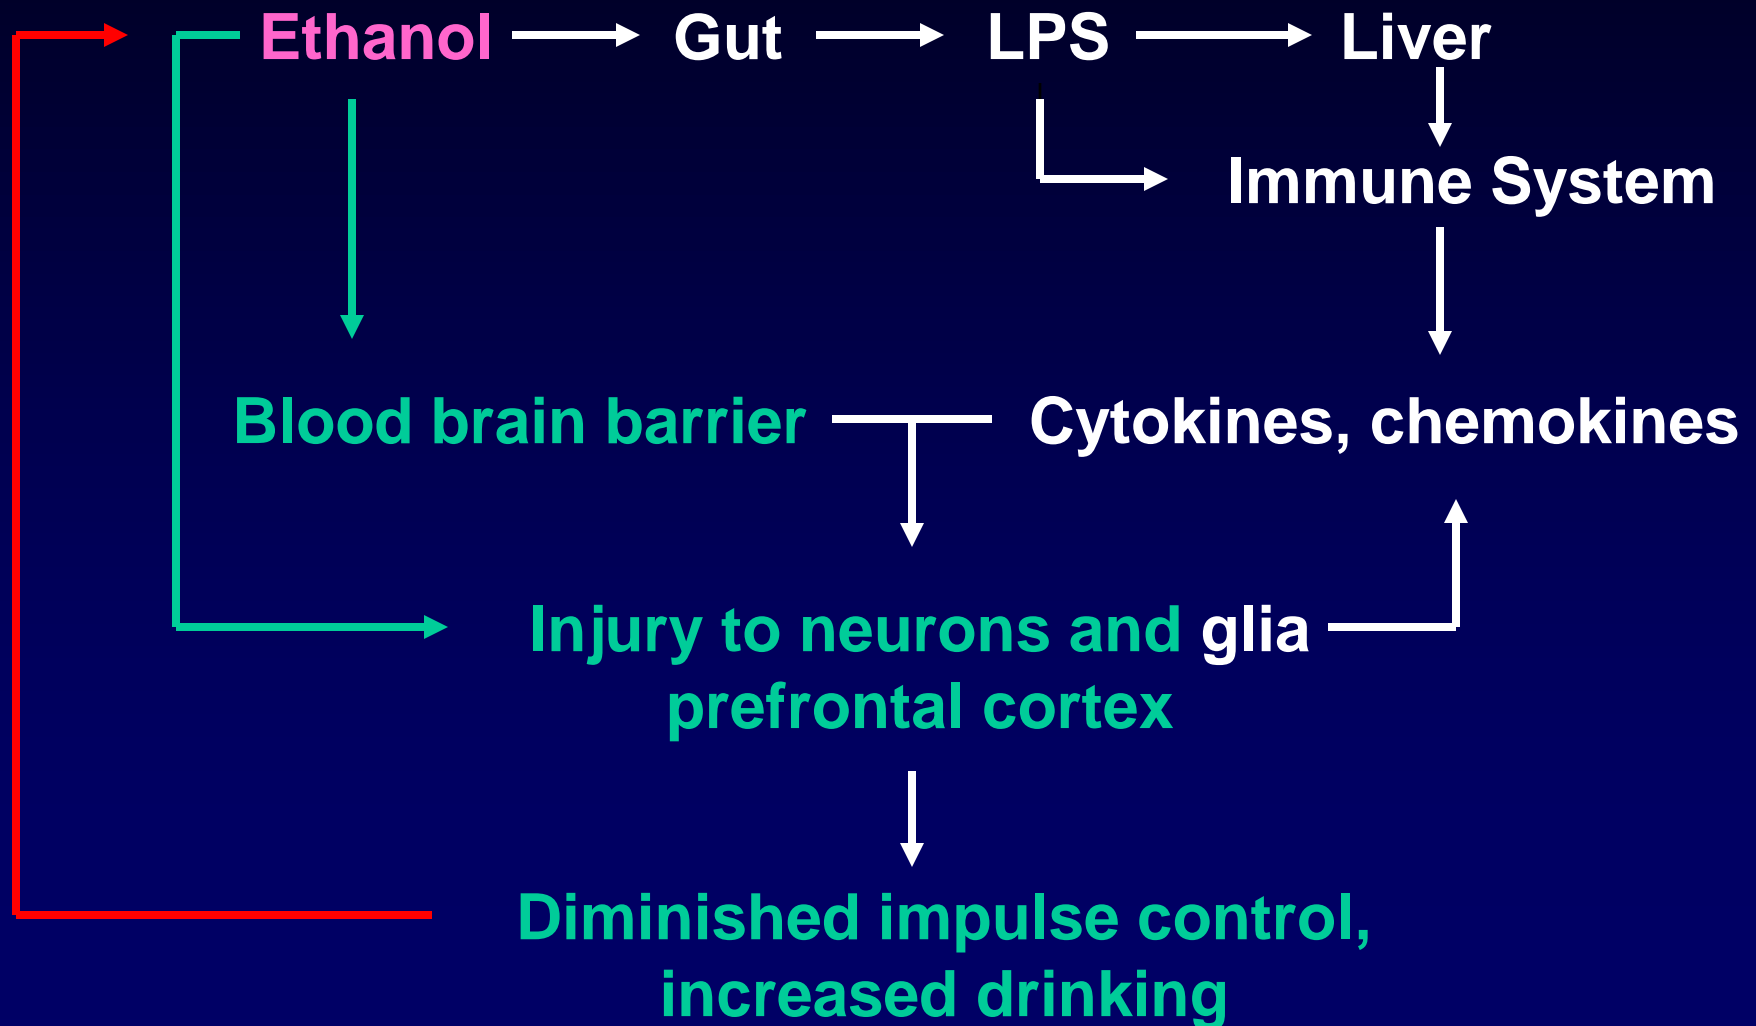 Ethanol Gut LPS Liver
Immune System
Blood brain barrier Cytokines, chemokines
Injury to neurons and glia
prefrontal cortex
Diminished impulse control,
increased drinking